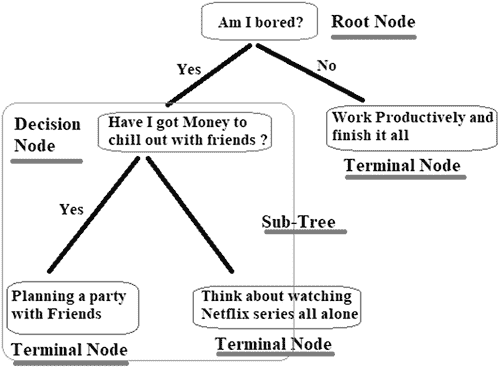 Am I bored?
Root Node
Yes
No
Decision
Node
Have I got Money to
chill out with friends ?
Work Productively and
finish it all
Terminal Node
Yes
Sub-Tree
Planning a party
with Friends
Think about watching
Netflix series all alone
Terminal Node
Terminal Node